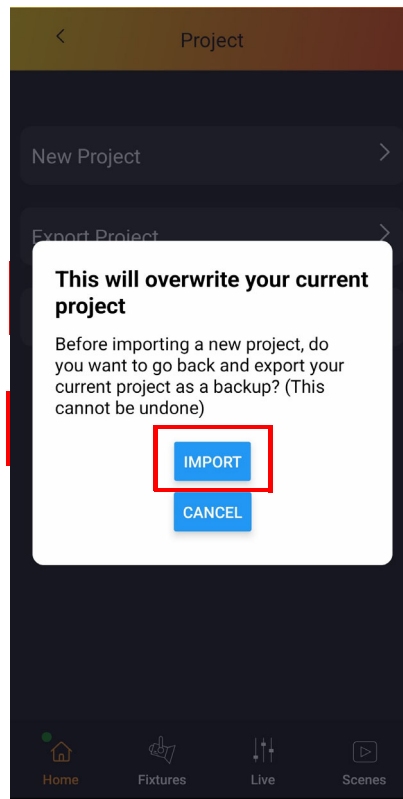 Project
New Project
Export Project
This will overwrite your current
project
Before importing a new project, do
you want to go back and export your
current project as a backup? (This
cannot be undone)
IMPORT
CANCEL
Home Fixtures Live Scenes